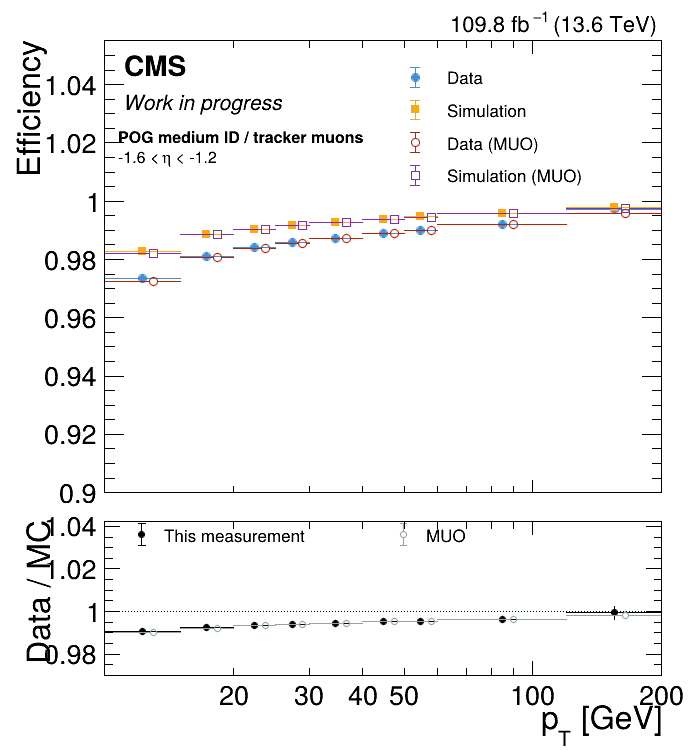 109.8 fb⁻¹ (13.6 TeV)
Efficiency
CMS
Work in progress
POG medium ID / tracker muons
-1.6 < η < -1.2
Data
Simulation
Data (MUO)
Simulation (MUO)
1.04
1.02
1
0.98
0.96
0.94
0.92
0.9
Data / MC
This measurement
MUO
1.04
1.02
1
0.98
20 30 40 50 100 200
p_T [GeV]